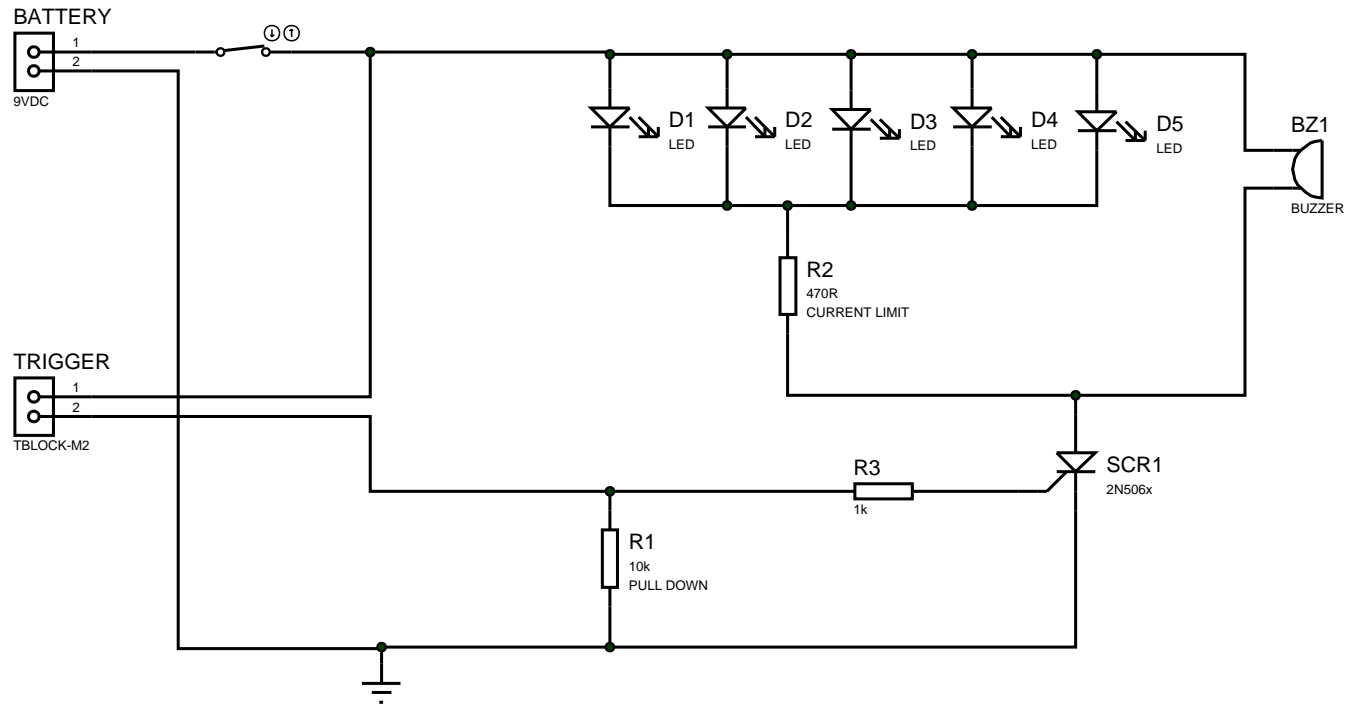 BATTERY
1
2
9VDC
D1
LED
D2
LED
D3
LED
D4
LED
D5
LED
BZ1
BUZZER
R2
470R
CURRENT LIMIT
TRIGGER
1
2
TBLOCK-M2
R3
1k
SCR1
2N506x
R1
10k
PULL DOWN